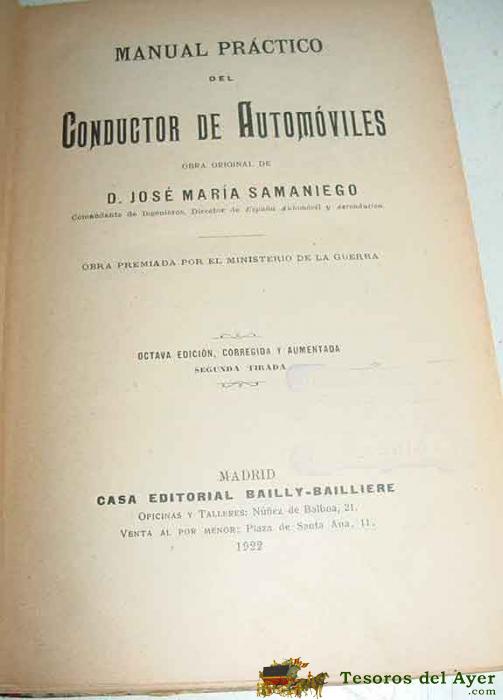 MANUAL PRÁCTICO
DEL
CONDUCTOR DE AUTOMÓVILES
OBRA ORIGINAL DE
D. JOSÉ MARÍA SAMANIEGO
Comandante de Ingenieros, Director de España Automóvil y Aeronáutica.
OBRA PREMIADA POR EL MINISTERIO DE LA GUERRA
OCTAVA EDICIÓN, CORREGIDA Y AUMENTADA
SEGUNDA TIRADA
MADRID
CASA EDITORIAL BAILLY-BAILLIERE
OFICINAS Y TALLERES: Núñez de Balboa, 21.
VENTA AL POR MENOR: Plaza de Santa Ana, 11.
1922
Tesoros del Ayer
.com